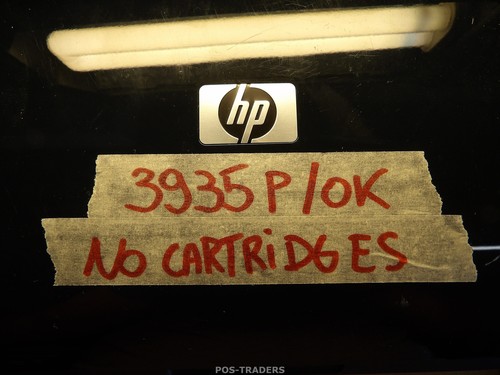 hp
3935 P/OK
NO CARTRiDGES
POS-TRADERS